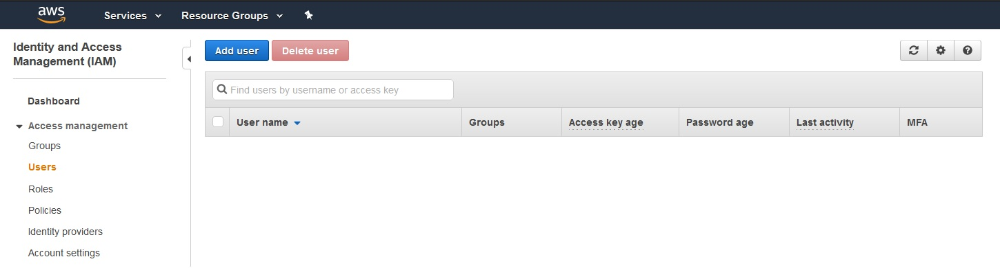 aws Services Resource Groups
Identity and Access
Management (IAM)
Add user Delete user
Find users by username or access key
Dashboard
User name Groups Access key age Password age Last activity MFA
Access management
Groups
Users
Roles
Policies
Identity providers
Account settings